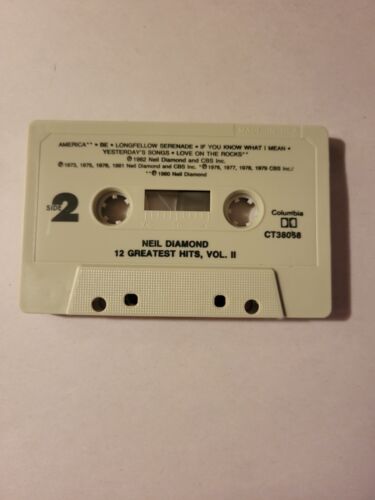 AMERICA** • BE • LONGFELLOW SERENADE • IF YOU KNOW WHAT I MEAN •
YESTERDAY'S SONGS • LOVE ON THE ROCKS**
℗1982 Neil Diamond and CBS Inc.
℗1973, 1975, 1976, 1981 Neil Diamond and CBS Inc. *℗1976, 1977, 1978, 1979 CBS Inc./
**℗1980 Neil Diamond
SIDE 2
Columbia
CT38068
NEIL DIAMOND
12 GREATEST HITS, VOL. II